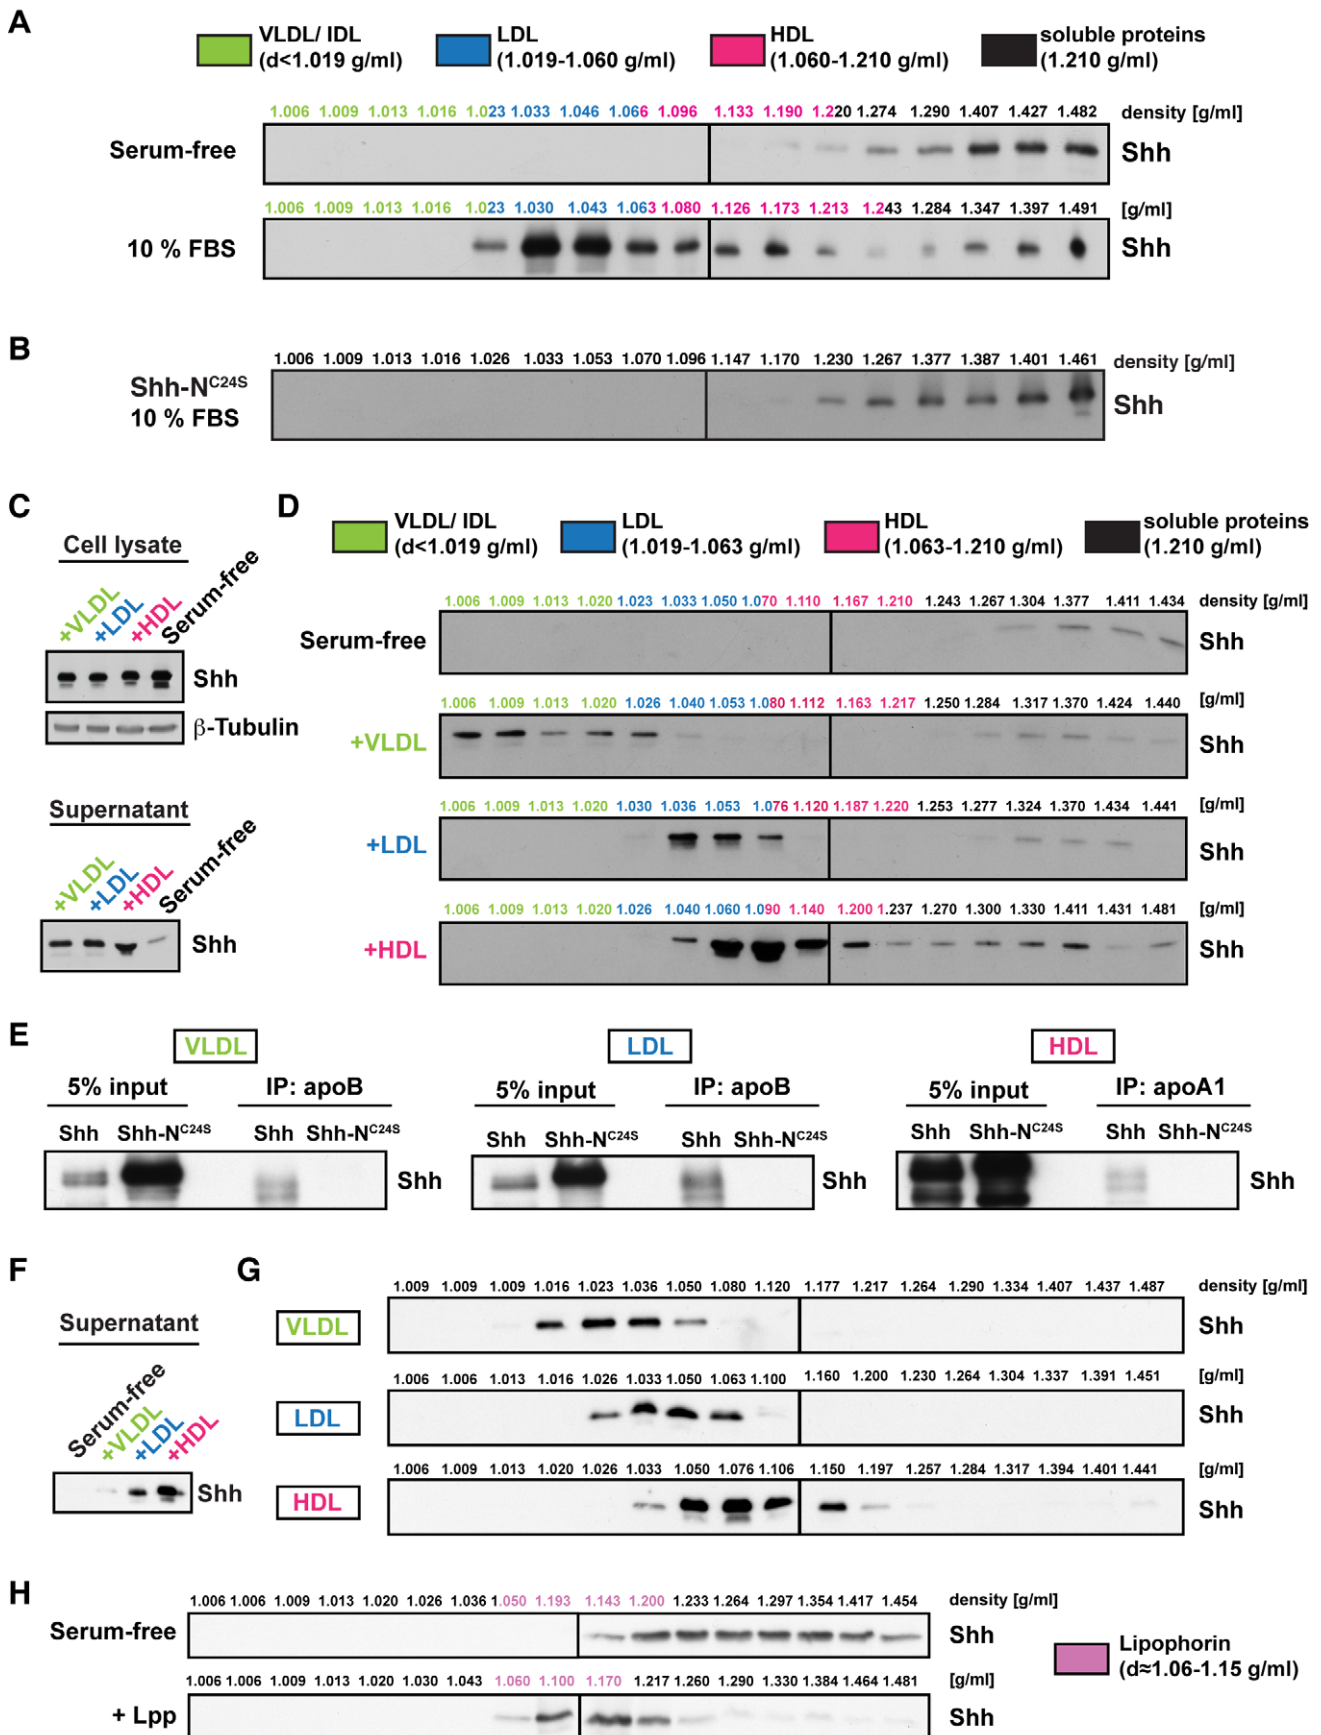 A
VLDL/ IDL
(d<1.019 g/ml)
LDL
(1.019-1.060 g/ml)
HDL
(1.060-1.210 g/ml)
soluble proteins
(1.210 g/ml)
1.006 1.009 1.013 1.016 1.023 1.033 1.046 1.066 1.096 1.133 1.190 1.220 1.274 1.290 1.407 1.427 1.482 density [g/ml]
Serum-free Shh
1.006 1.009 1.013 1.016 1.023 1.030 1.043 1.063 1.080 1.126 1.173 1.213 1.243 1.284 1.347 1.397 1.491 [g/ml]
10 % FBS Shh
B
1.006 1.009 1.013 1.016 1.026 1.033 1.053 1.070 1.096 1.147 1.170 1.230 1.267 1.377 1.387 1.401 1.461 density [g/ml]
Shh-N^C24S
10 % FBS
Shh
C
Cell lysate
+VLDL
+LDL
+HDL
Serum-free
Shh
β-Tubulin
Supernatant
+VLDL
+LDL
+HDL
Serum-free
Shh
D
VLDL/ IDL
(d<1.019 g/ml)
LDL
(1.019-1.063 g/ml)
HDL
(1.063-1.210 g/ml)
soluble proteins
(1.210 g/ml)
1.006 1.009 1.013 1.020 1.023 1.033 1.050 1.070 1.110 1.167 1.210 1.243 1.267 1.304 1.377 1.411 1.434 density [g/ml]
Serum-free Shh
1.006 1.009 1.013 1.020 1.026 1.040 1.053 1.080 1.112 1.163 1.217 1.250 1.284 1.317 1.370 1.424 1.440 [g/ml]
+VLDL Shh
1.006 1.009 1.013 1.020 1.030 1.036 1.053 1.076 1.120 1.187 1.220 1.253 1.277 1.324 1.370 1.434 1.441 [g/ml]
+LDL Shh
1.006 1.009 1.013 1.020 1.026 1.040 1.060 1.090 1.140 1.200 1.237 1.270 1.300 1.330 1.411 1.431 1.481 [g/ml]
+HDL Shh
E
VLDL
5% input IP: apoB
Shh Shh-N^C24S Shh Shh-N^C24S
Shh
LDL
5% input IP: apoB
Shh Shh-N^C24S Shh Shh-N^C24S
Shh
HDL
5% input IP: apoA1
Shh Shh-N^C24S Shh Shh-N^C24S
Shh
F
Supernatant
Serum-free
+VLDL
+LDL
+HDL
Shh
G
1.009 1.009 1.009 1.016 1.023 1.036 1.050 1.080 1.120 1.177 1.217 1.264 1.290 1.334 1.407 1.437 1.487 density [g/ml]
VLDL Shh
1.006 1.006 1.013 1.016 1.026 1.033 1.050 1.063 1.100 1.160 1.200 1.230 1.264 1.304 1.337 1.391 1.451 [g/ml]
LDL Shh
1.006 1.009 1.013 1.020 1.026 1.033 1.050 1.076 1.106 1.150 1.197 1.257 1.284 1.317 1.394 1.401 1.441 [g/ml]
HDL Shh
H
1.006 1.006 1.009 1.013 1.020 1.026 1.036 1.050 1.193 1.143 1.200 1.233 1.264 1.297 1.354 1.417 1.454 density [g/ml]
Serum-free Shh
Lipophorin
(d≈1.06-1.15 g/ml)
1.006 1.006 1.009 1.013 1.020 1.030 1.043 1.060 1.100 1.170 1.217 1.260 1.290 1.330 1.384 1.464 1.481 [g/ml]
+ Lpp Shh